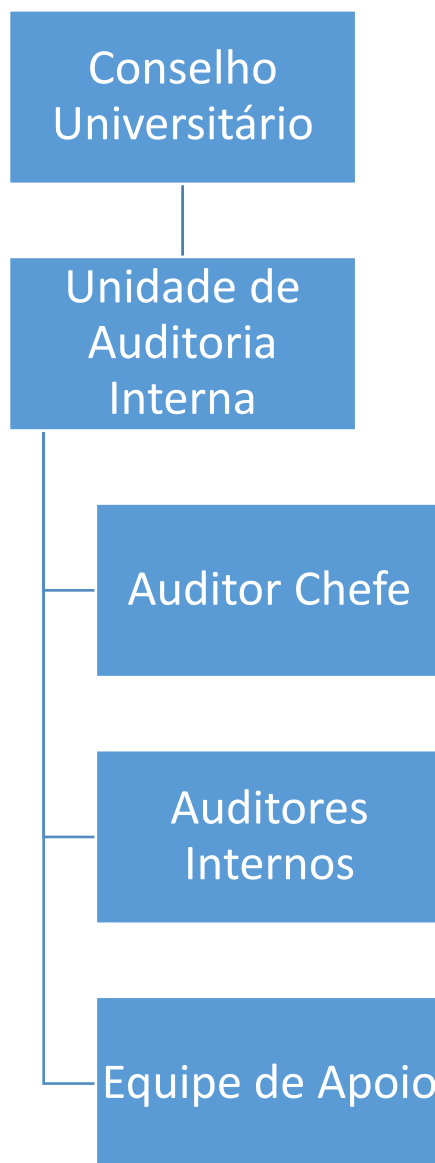 Conselho
Universitário
Unidade de
Auditoria
Interna
Auditor Chefe
Auditores
Internos
Equipe de Apoio